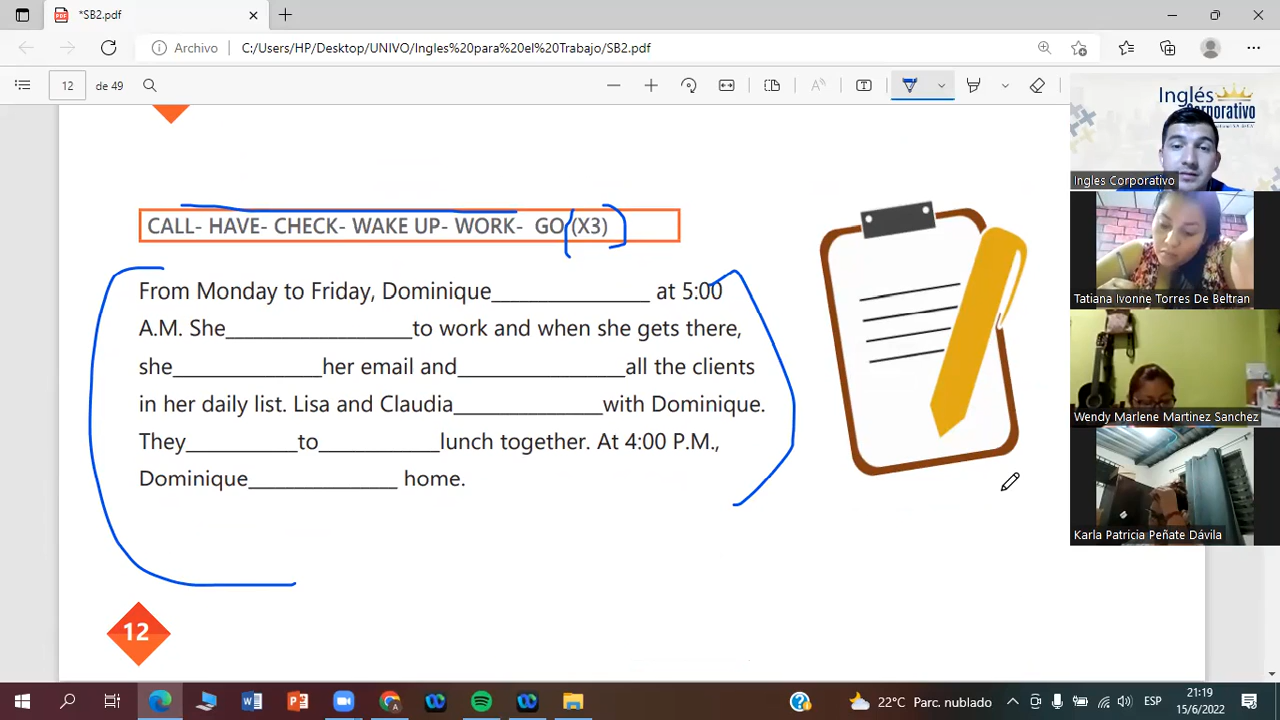 *SB2.pdf
Archivo C:/Users/HP/Desktop/UNIVO/Ingles%20para%20el%20Trabajo/SB2.pdf
12 de 49
CALL- HAVE- CHECK- WAKE UP- WORK- GO (X3)
From Monday to Friday, Dominique_______________ at 5:00
A.M. She__________________to work and when she gets there,
she______________her email and________________all the clients
in her daily list. Lisa and Claudia______________with Dominique.
They__________to____________lunch together. At 4:00 P.M.,
Dominique______________ home.
12
Inglés
Corporativo
Ingles Corporativo
Tatiana Ivonne Torres De Beltran
Wendy Marlene Martinez Sanchez
Karla Patricia Peñate Dávila
22°C Parc. nublado
ESP
21:19
15/6/2022